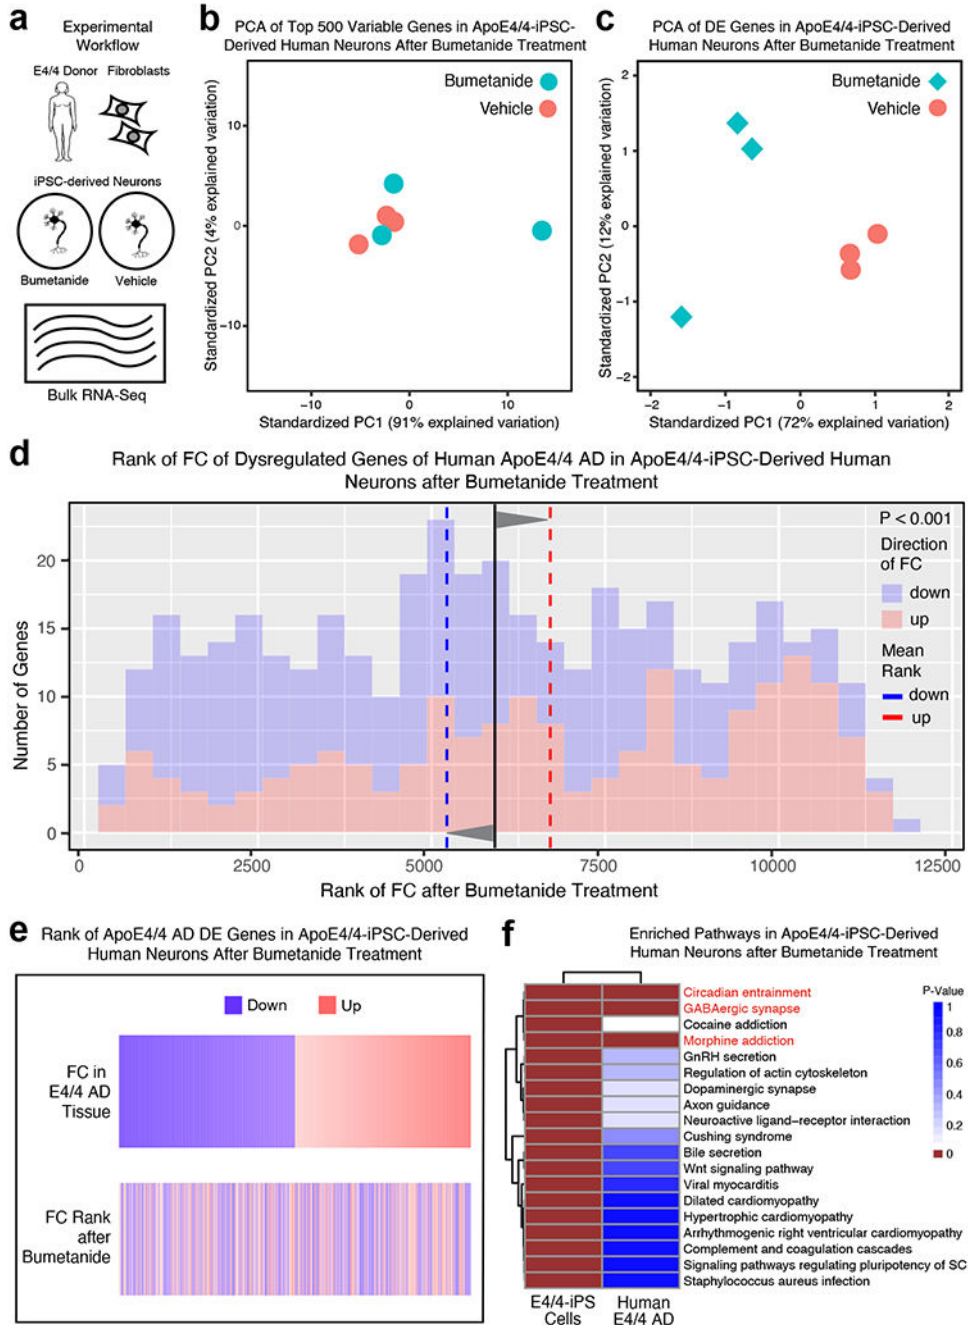 a
Experimental
Workflow
E4/4 Donor Fibroblasts
iPSC-derived Neurons
Bumetanide Vehicle
Bulk RNA-Seq
b
PCA of Top 500 Variable Genes in ApoE4/4-iPSC-
Derived Human Neurons After Bumetanide Treatment
Bumetanide
Vehicle
10
0
−10
Standardized PC2 (4% explained variation)
−10 0 10
Standardized PC1 (91% explained variation)
c
PCA of DE Genes in ApoE4/4-iPSC-Derived
Human Neurons After Bumetanide Treatment
Bumetanide
Vehicle
2
1
0
−1
−2
Standardized PC2 (12% explained variation)
−2 −1 0 1 2
Standardized PC1 (72% explained variation)
d
Rank of FC of Dysregulated Genes of Human ApoE4/4 AD in ApoE4/4-iPSC-Derived Human
Neurons after Bumetanide Treatment
P < 0.001
Direction
of FC
down
up
Mean
Rank
down
up
20
15
10
5
0
Number of Genes
0 2500 5000 7500 10000 12500
Rank of FC after Bumetanide Treatment
e
Rank of ApoE4/4 AD DE Genes in ApoE4/4-iPSC-Derived
Human Neurons After Bumetanide Treatment
Down Up
FC in
E4/4 AD
Tissue
FC Rank
after
Bumetanide
f
Enriched Pathways in ApoE4/4-iPSC-Derived
Human Neurons after Bumetanide Treatment
Circadian entrainment
GABAergic synapse
Cocaine addiction
Morphine addiction
GnRH secretion
Regulation of actin cytoskeleton
Dopaminergic synapse
Axon guidance
Neuroactive ligand−receptor interaction
Cushing syndrome
Bile secretion
Wnt signaling pathway
Viral myocarditis
Dilated cardiomyopathy
Hypertrophic cardiomyopathy
Arrhythmogenic right ventricular cardiomyopathy
Complement and coagulation cascades
Signaling pathways regulating pluripotency of SC
Staphylococcus aureus infection
P-Value
1
0.8
0.6
0.4
0.2
0
E4/4-iPS
Cells
Human
E4/4 AD